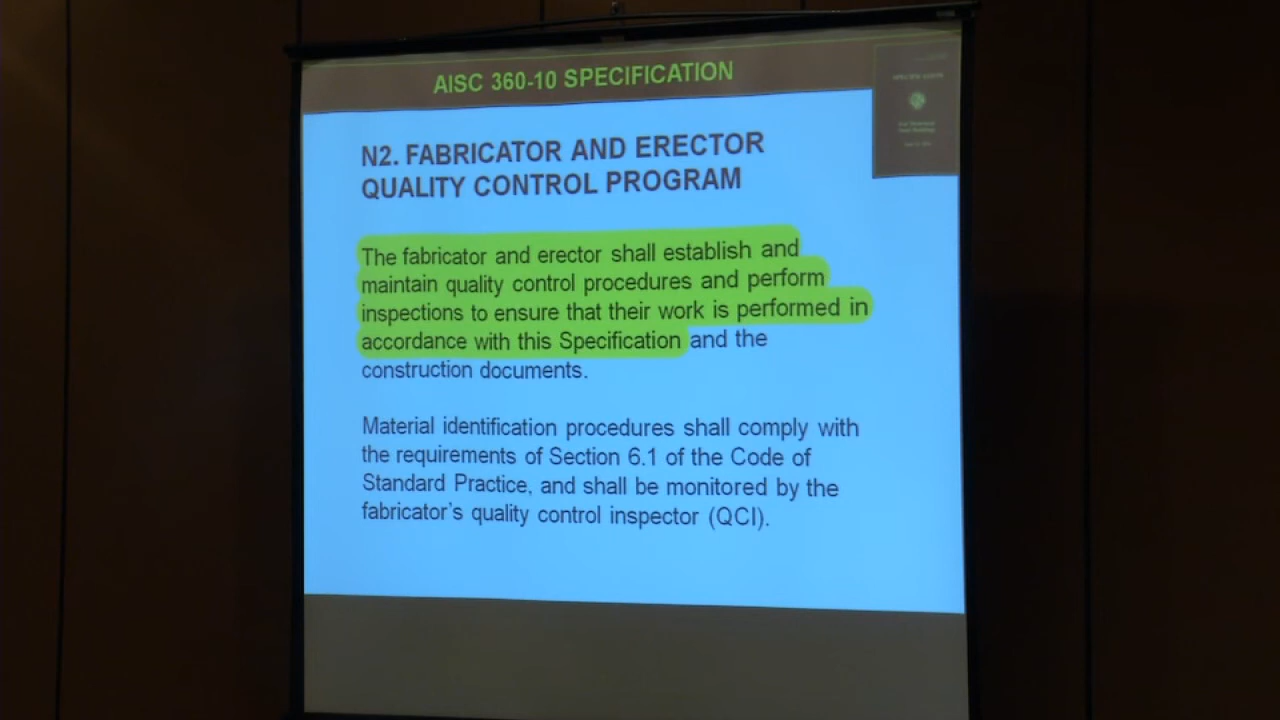 AISC 360-10 SPECIFICATION
N2. FABRICATOR AND ERECTOR
QUALITY CONTROL PROGRAM
The fabricator and erector shall establish and
maintain quality control procedures and perform
inspections to ensure that their work is performed in
accordance with this Specification and the
construction documents.
Material identification procedures shall comply with
the requirements of Section 6.1 of the Code of
Standard Practice, and shall be monitored by the
fabricator's quality control inspector (QCI).